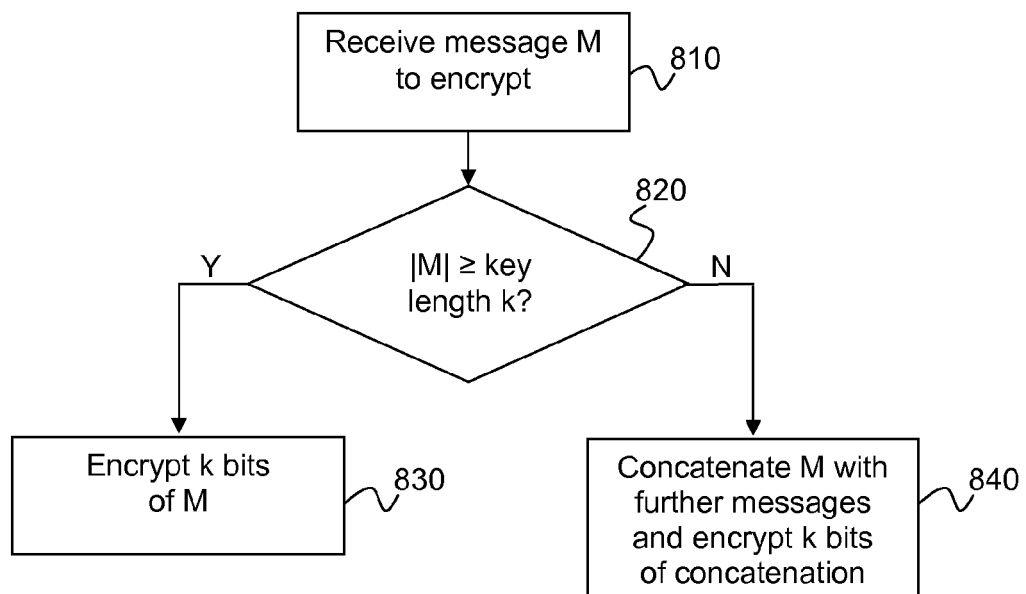 Receive message M
to encrypt
810
820
|M| ≥ key
length k?
Y
N
Encrypt k bits
of M
830
Concatenate M with
further messages
and encrypt k bits
of concatenation
840